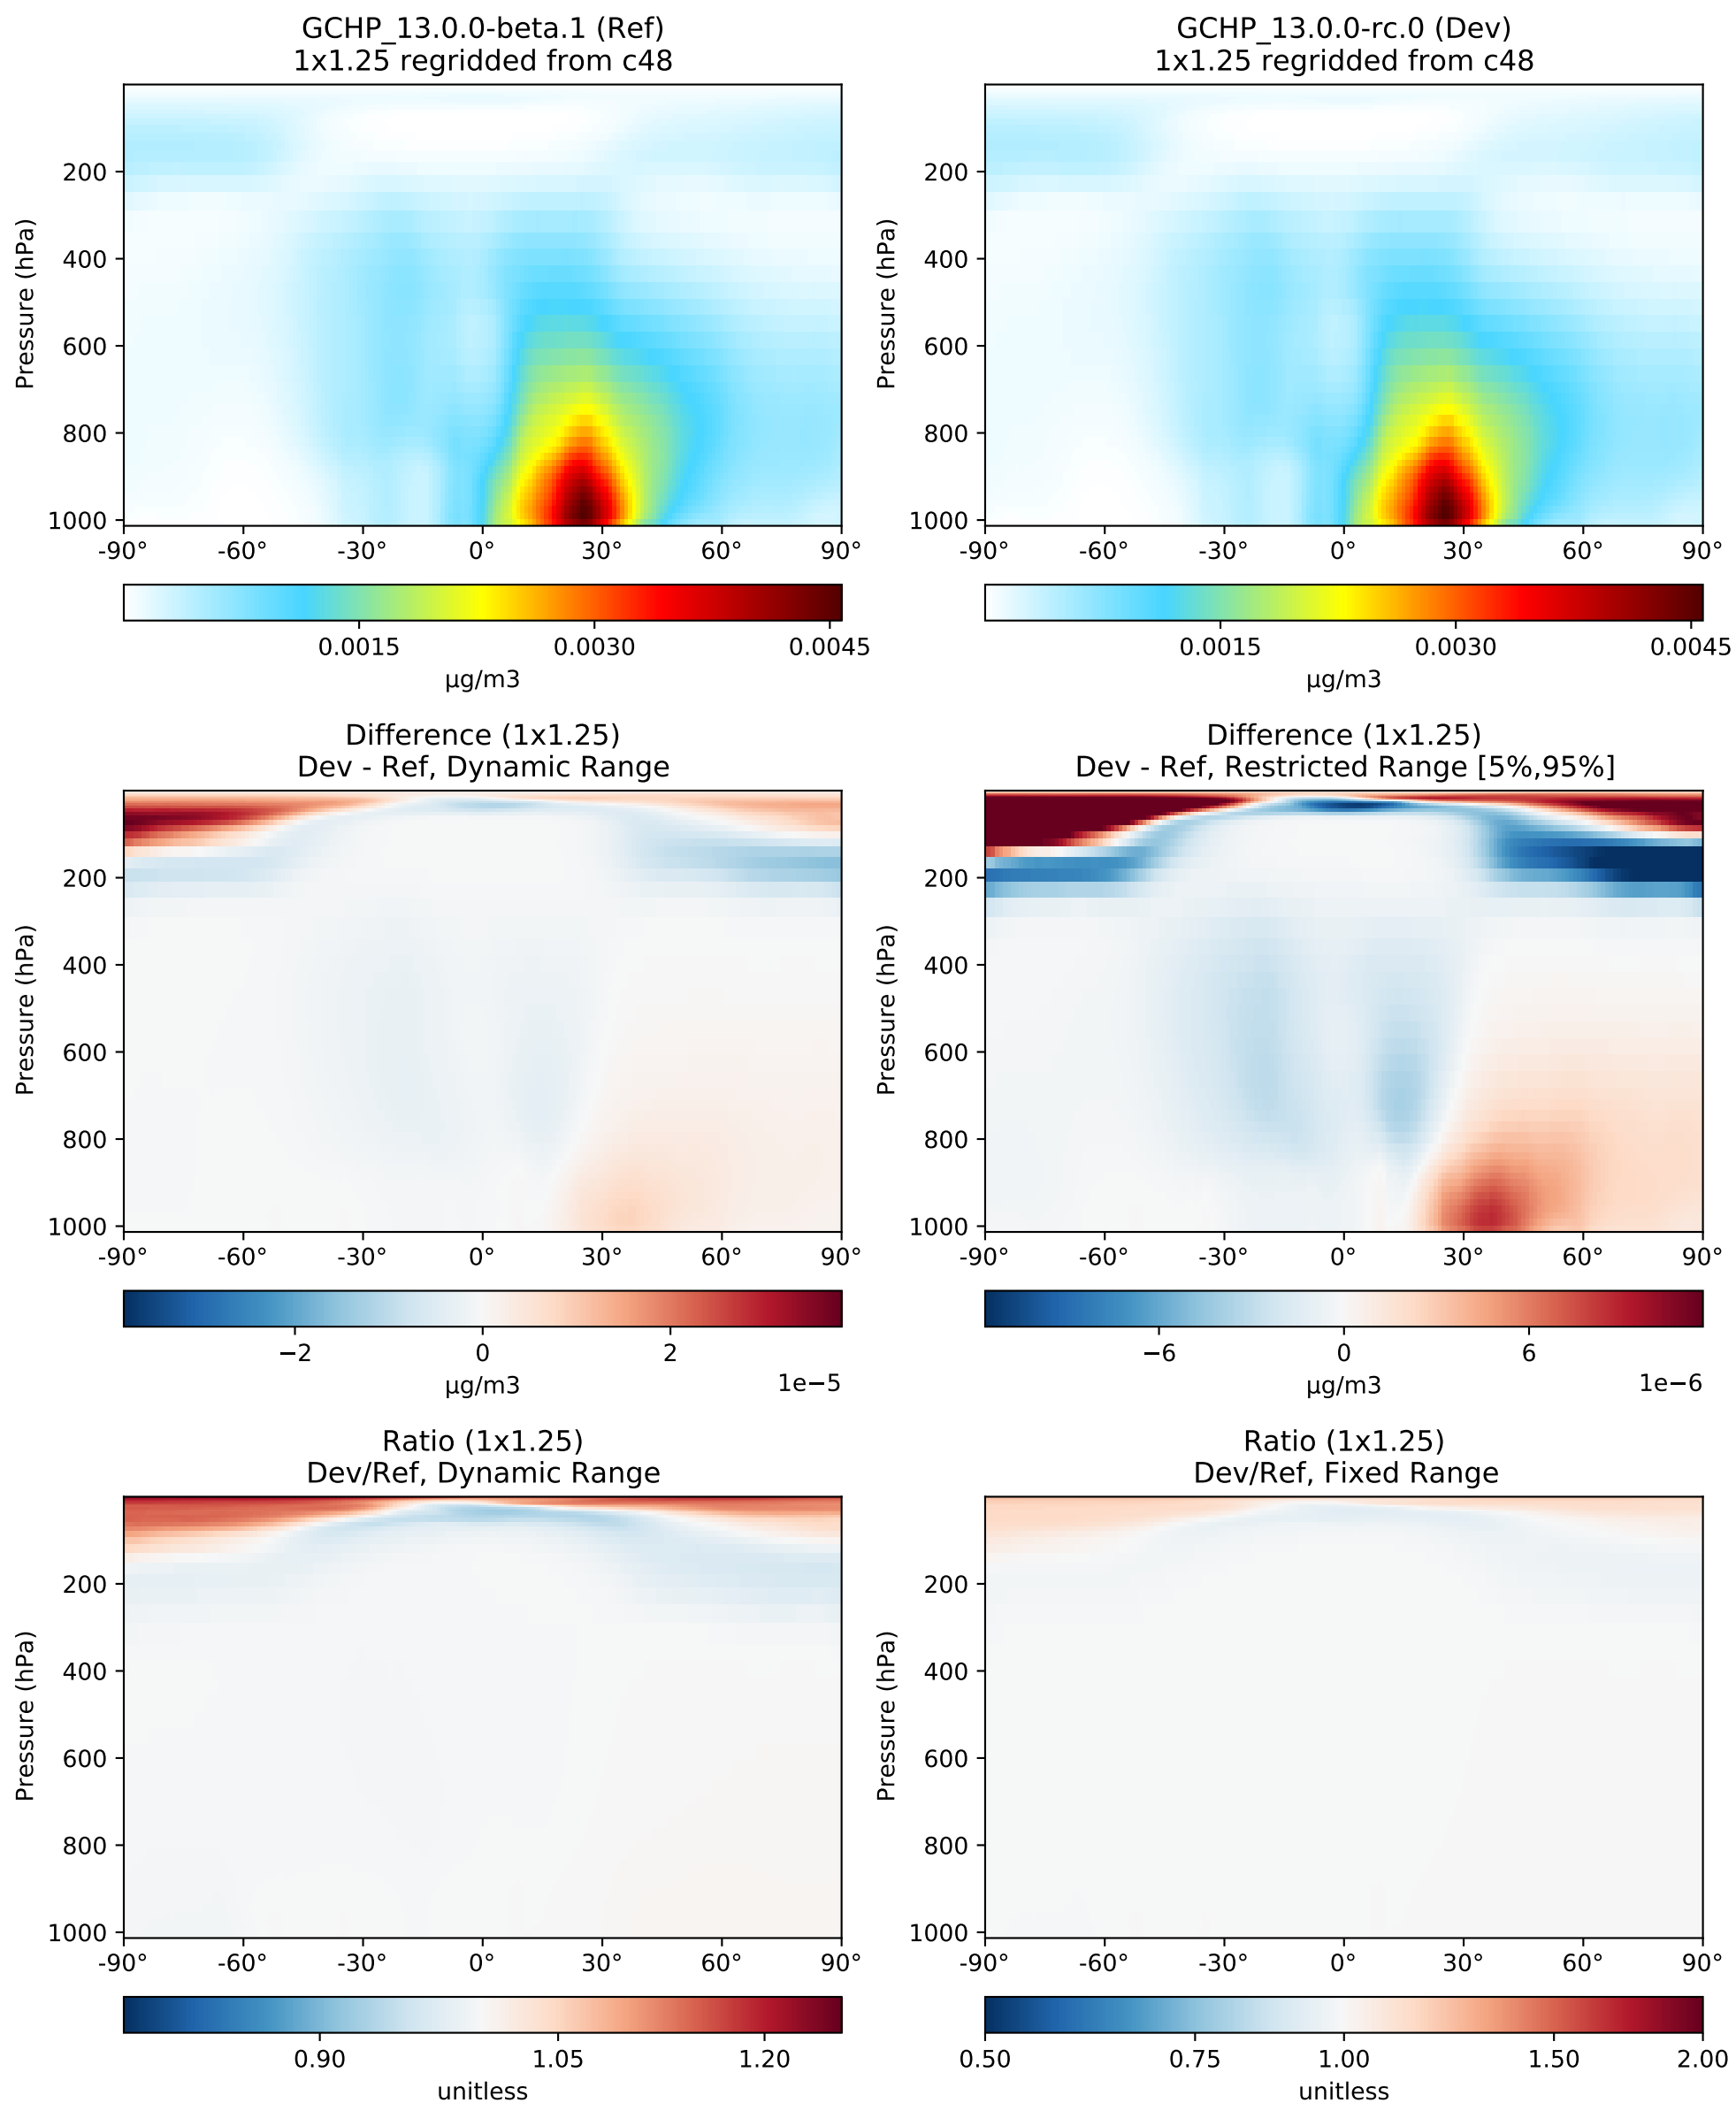 GCHP_13.0.0-beta.1 (Ref)
1x1.25 regridded from c48
Pressure (hPa)
200
400
600
800
1000
-90° -60° -30° 0° 30° 60° 90°
0.0015 0.0030 0.0045
µg/m3
GCHP_13.0.0-rc.0 (Dev)
1x1.25 regridded from c48
Pressure (hPa)
200
400
600
800
1000
-90° -60° -30° 0° 30° 60° 90°
0.0015 0.0030 0.0045
µg/m3
Difference (1x1.25)
Dev - Ref, Dynamic Range
Pressure (hPa)
200
400
600
800
1000
-90° -60° -30° 0° 30° 60° 90°
−2 0 2
µg/m3 1e−5
Difference (1x1.25)
Dev - Ref, Restricted Range [5%,95%]
Pressure (hPa)
200
400
600
800
1000
-90° -60° -30° 0° 30° 60° 90°
−6 0 6
µg/m3 1e−6
Ratio (1x1.25)
Dev/Ref, Dynamic Range
Pressure (hPa)
200
400
600
800
1000
-90° -60° -30° 0° 30° 60° 90°
0.90 1.05 1.20
unitless
Ratio (1x1.25)
Dev/Ref, Fixed Range
Pressure (hPa)
200
400
600
800
1000
-90° -60° -30° 0° 30° 60° 90°
0.50 0.75 1.00 1.50 2.00
unitless